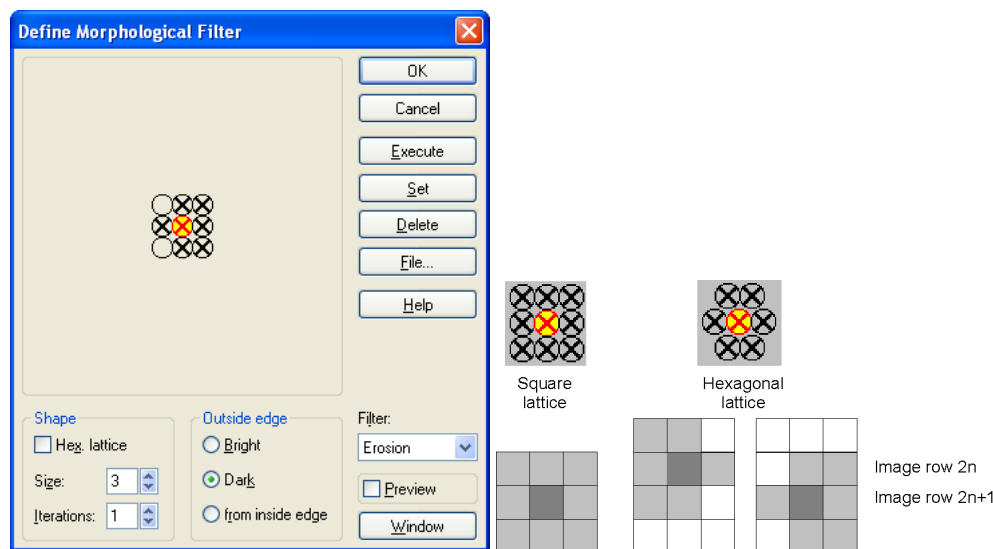 Define Morphological Filter
OK
Cancel
Execute
Set
Delete
File...
Help
Shape
Hex. lattice
Size: 3
Iterations: 1
Outside edge
Bright
Dark
from inside edge
Filter:
Erosion
Preview
Window
Square
lattice
Hexagonal
lattice
Image row 2n
Image row 2n+1